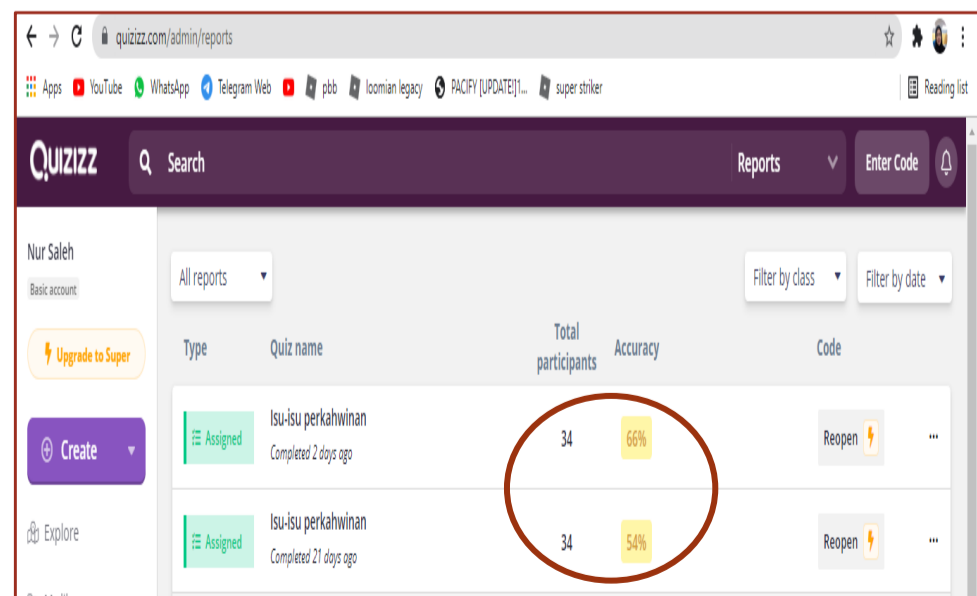 quizizz.com/admin/reports
Apps YouTube WhatsApp Telegram Web pbb loomian legacy PACIFY [UPDATE!]1... super striker Reading list
QUIZIZZ Search Reports Enter Code
Nur Saleh
Basic account
All reports Filter by class Filter by date
Upgrade to Super
Type Quiz name Total participants Accuracy Code
Create
Isu-isu perkahwinan
Completed 2 days ago
Assigned 34 66% Reopen
Explore
Isu-isu perkahwinan
Completed 21 days ago
Assigned 34 54% Reopen